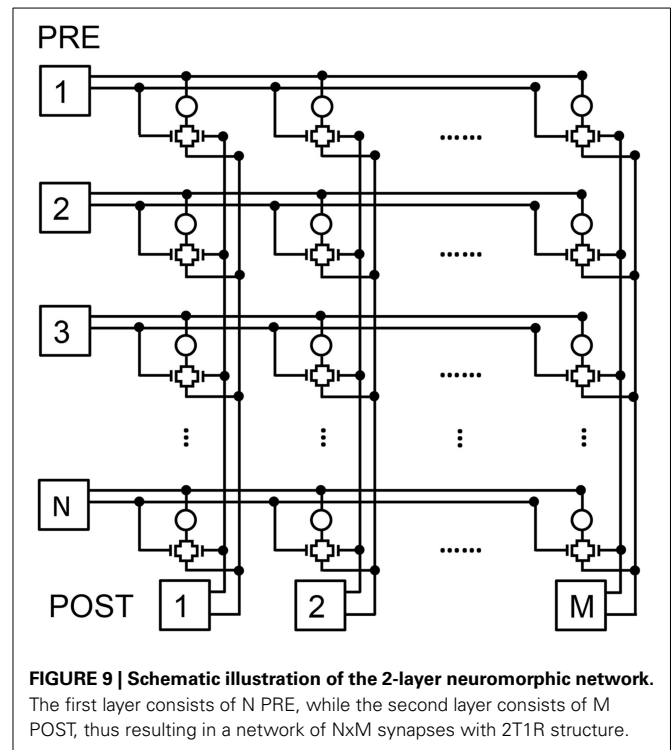 PRE
1
......
2
......
3
......
N
......
POST 1 2 M
FIGURE 9 | Schematic illustration of the 2-layer neuromorphic network.
The first layer consists of N PRE, while the second layer consists of M
POST, thus resulting in a network of NxM synapses with 2T1R structure.